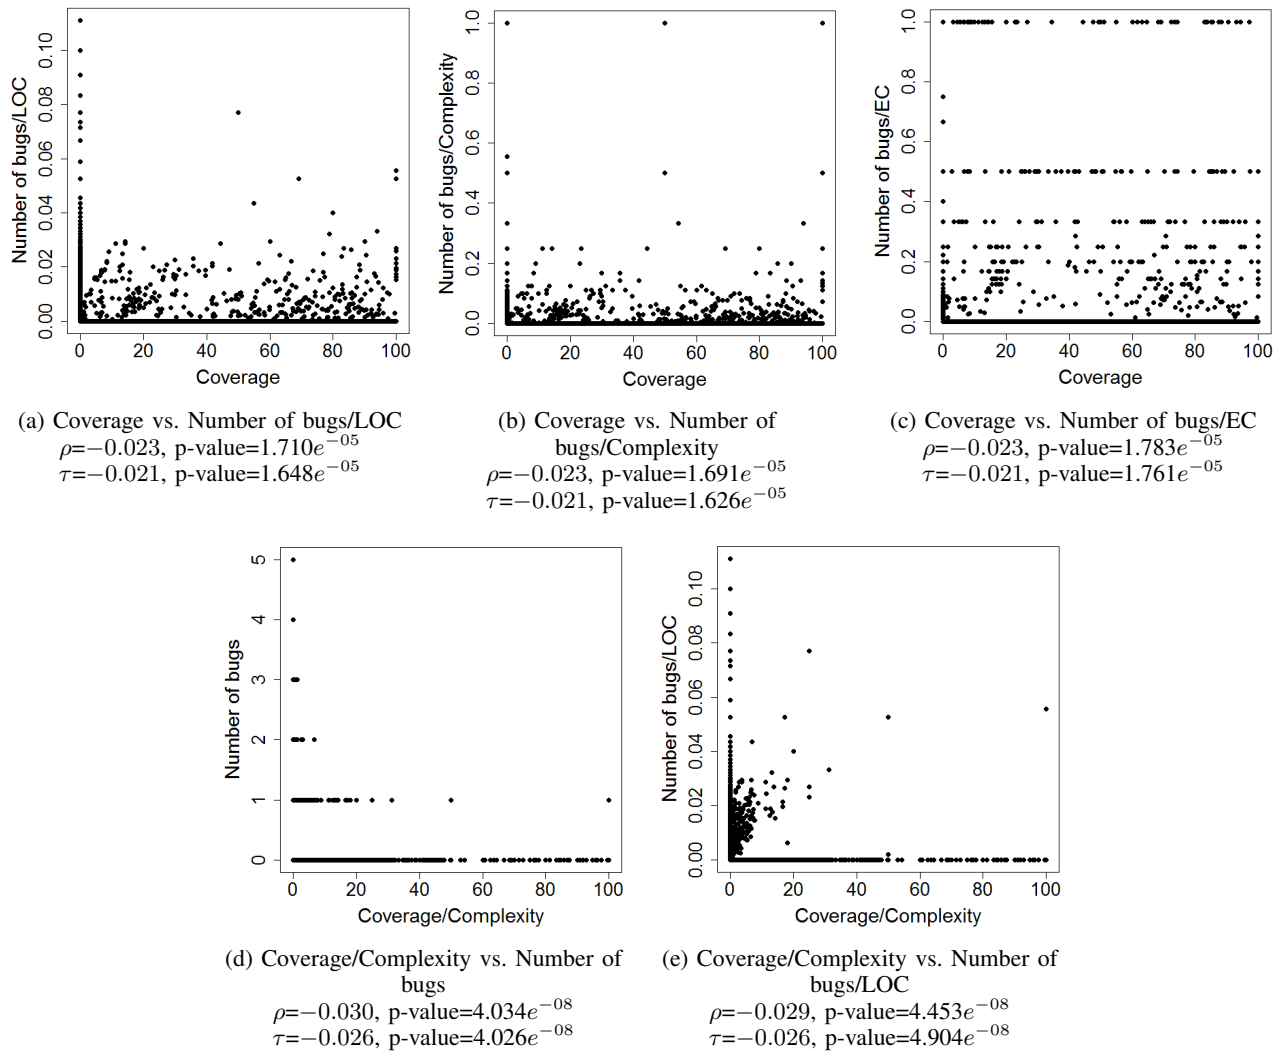 Number of bugs/LOC
0.00 0.02 0.04 0.06 0.08 0.10
0 20 40 60 80 100
Coverage
(a) Coverage vs. Number of bugs/LOC
ρ=−0.023, p-value=1.710e−05
τ=−0.021, p-value=1.648e−05
Number of bugs/Complexity
0.0 0.2 0.4 0.6 0.8 1.0
0 20 40 60 80 100
Coverage
(b) Coverage vs. Number of
bugs/Complexity
ρ=−0.023, p-value=1.691e−05
τ=−0.021, p-value=1.626e−05
Number of bugs/EC
0.0 0.2 0.4 0.6 0.8 1.0
0 20 40 60 80 100
Coverage
(c) Coverage vs. Number of bugs/EC
ρ=−0.023, p-value=1.783e−05
τ=−0.021, p-value=1.761e−05
Number of bugs
0 1 2 3 4 5
0 20 40 60 80 100
Coverage/Complexity
(d) Coverage/Complexity vs. Number of
bugs
ρ=−0.030, p-value=4.034e−08
τ=−0.026, p-value=4.026e−08
Number of bugs/LOC
0.00 0.02 0.04 0.06 0.08 0.10
0 20 40 60 80 100
Coverage/Complexity
(e) Coverage/Complexity vs. Number of
bugs/LOC
ρ=−0.029, p-value=4.453e−08
τ=−0.026, p-value=4.904e−08